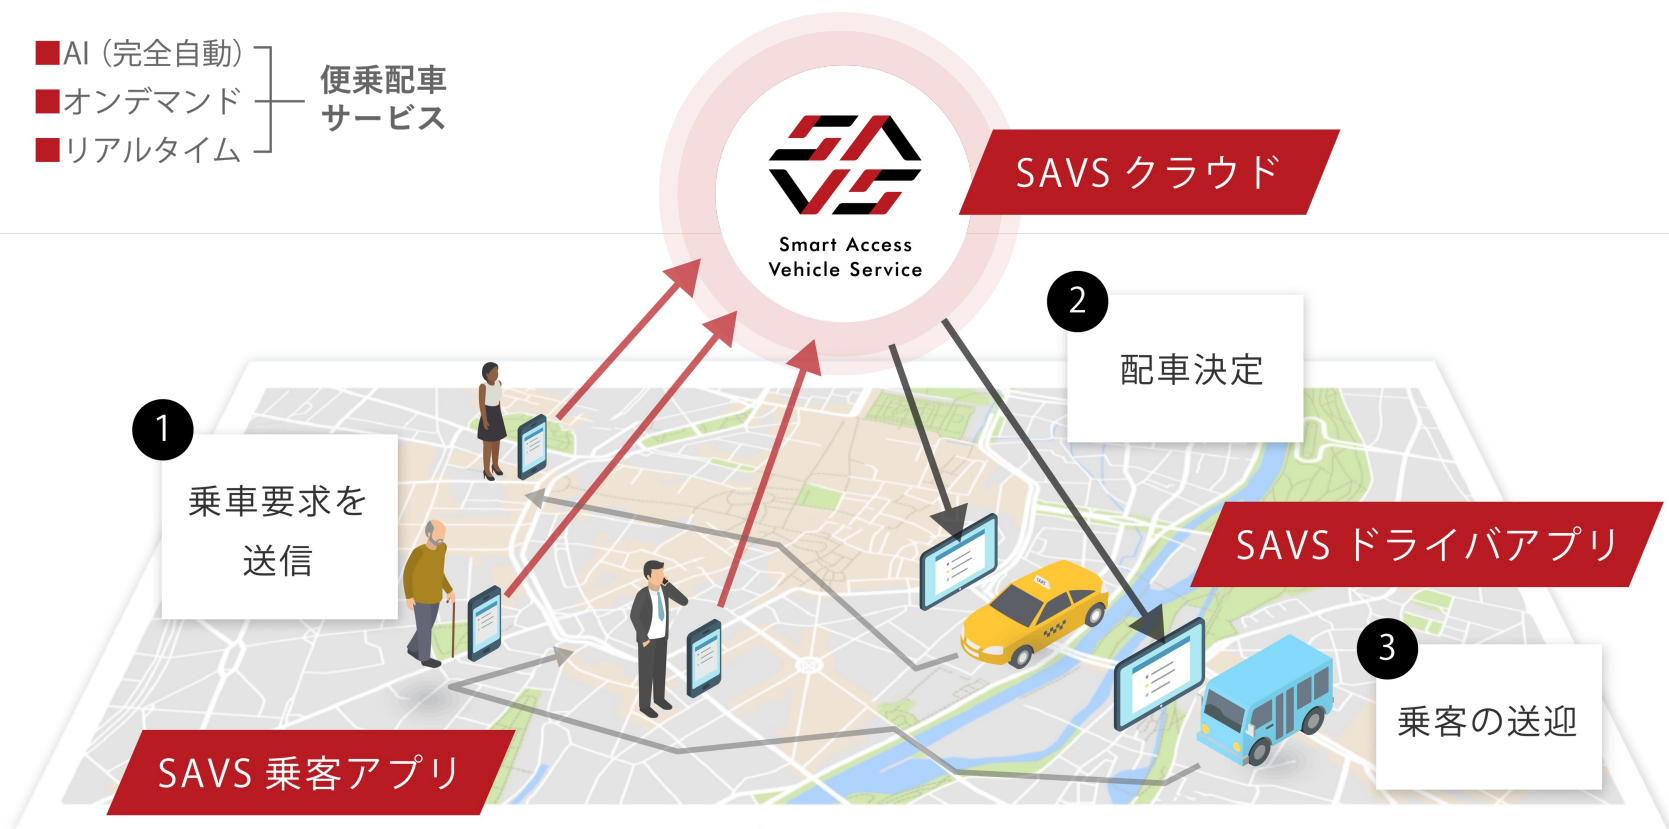 ■AI（完全自動）
■オンデマンド
■リアルタイム
便乗配車
サービス
SAVS
Smart Access
Vehicle Service
SAVS クラウド
1
乗車要求を
送信
2
配車決定
SAVS ドライバアプリ
3
乗客の送迎
SAVS 乗客アプリ